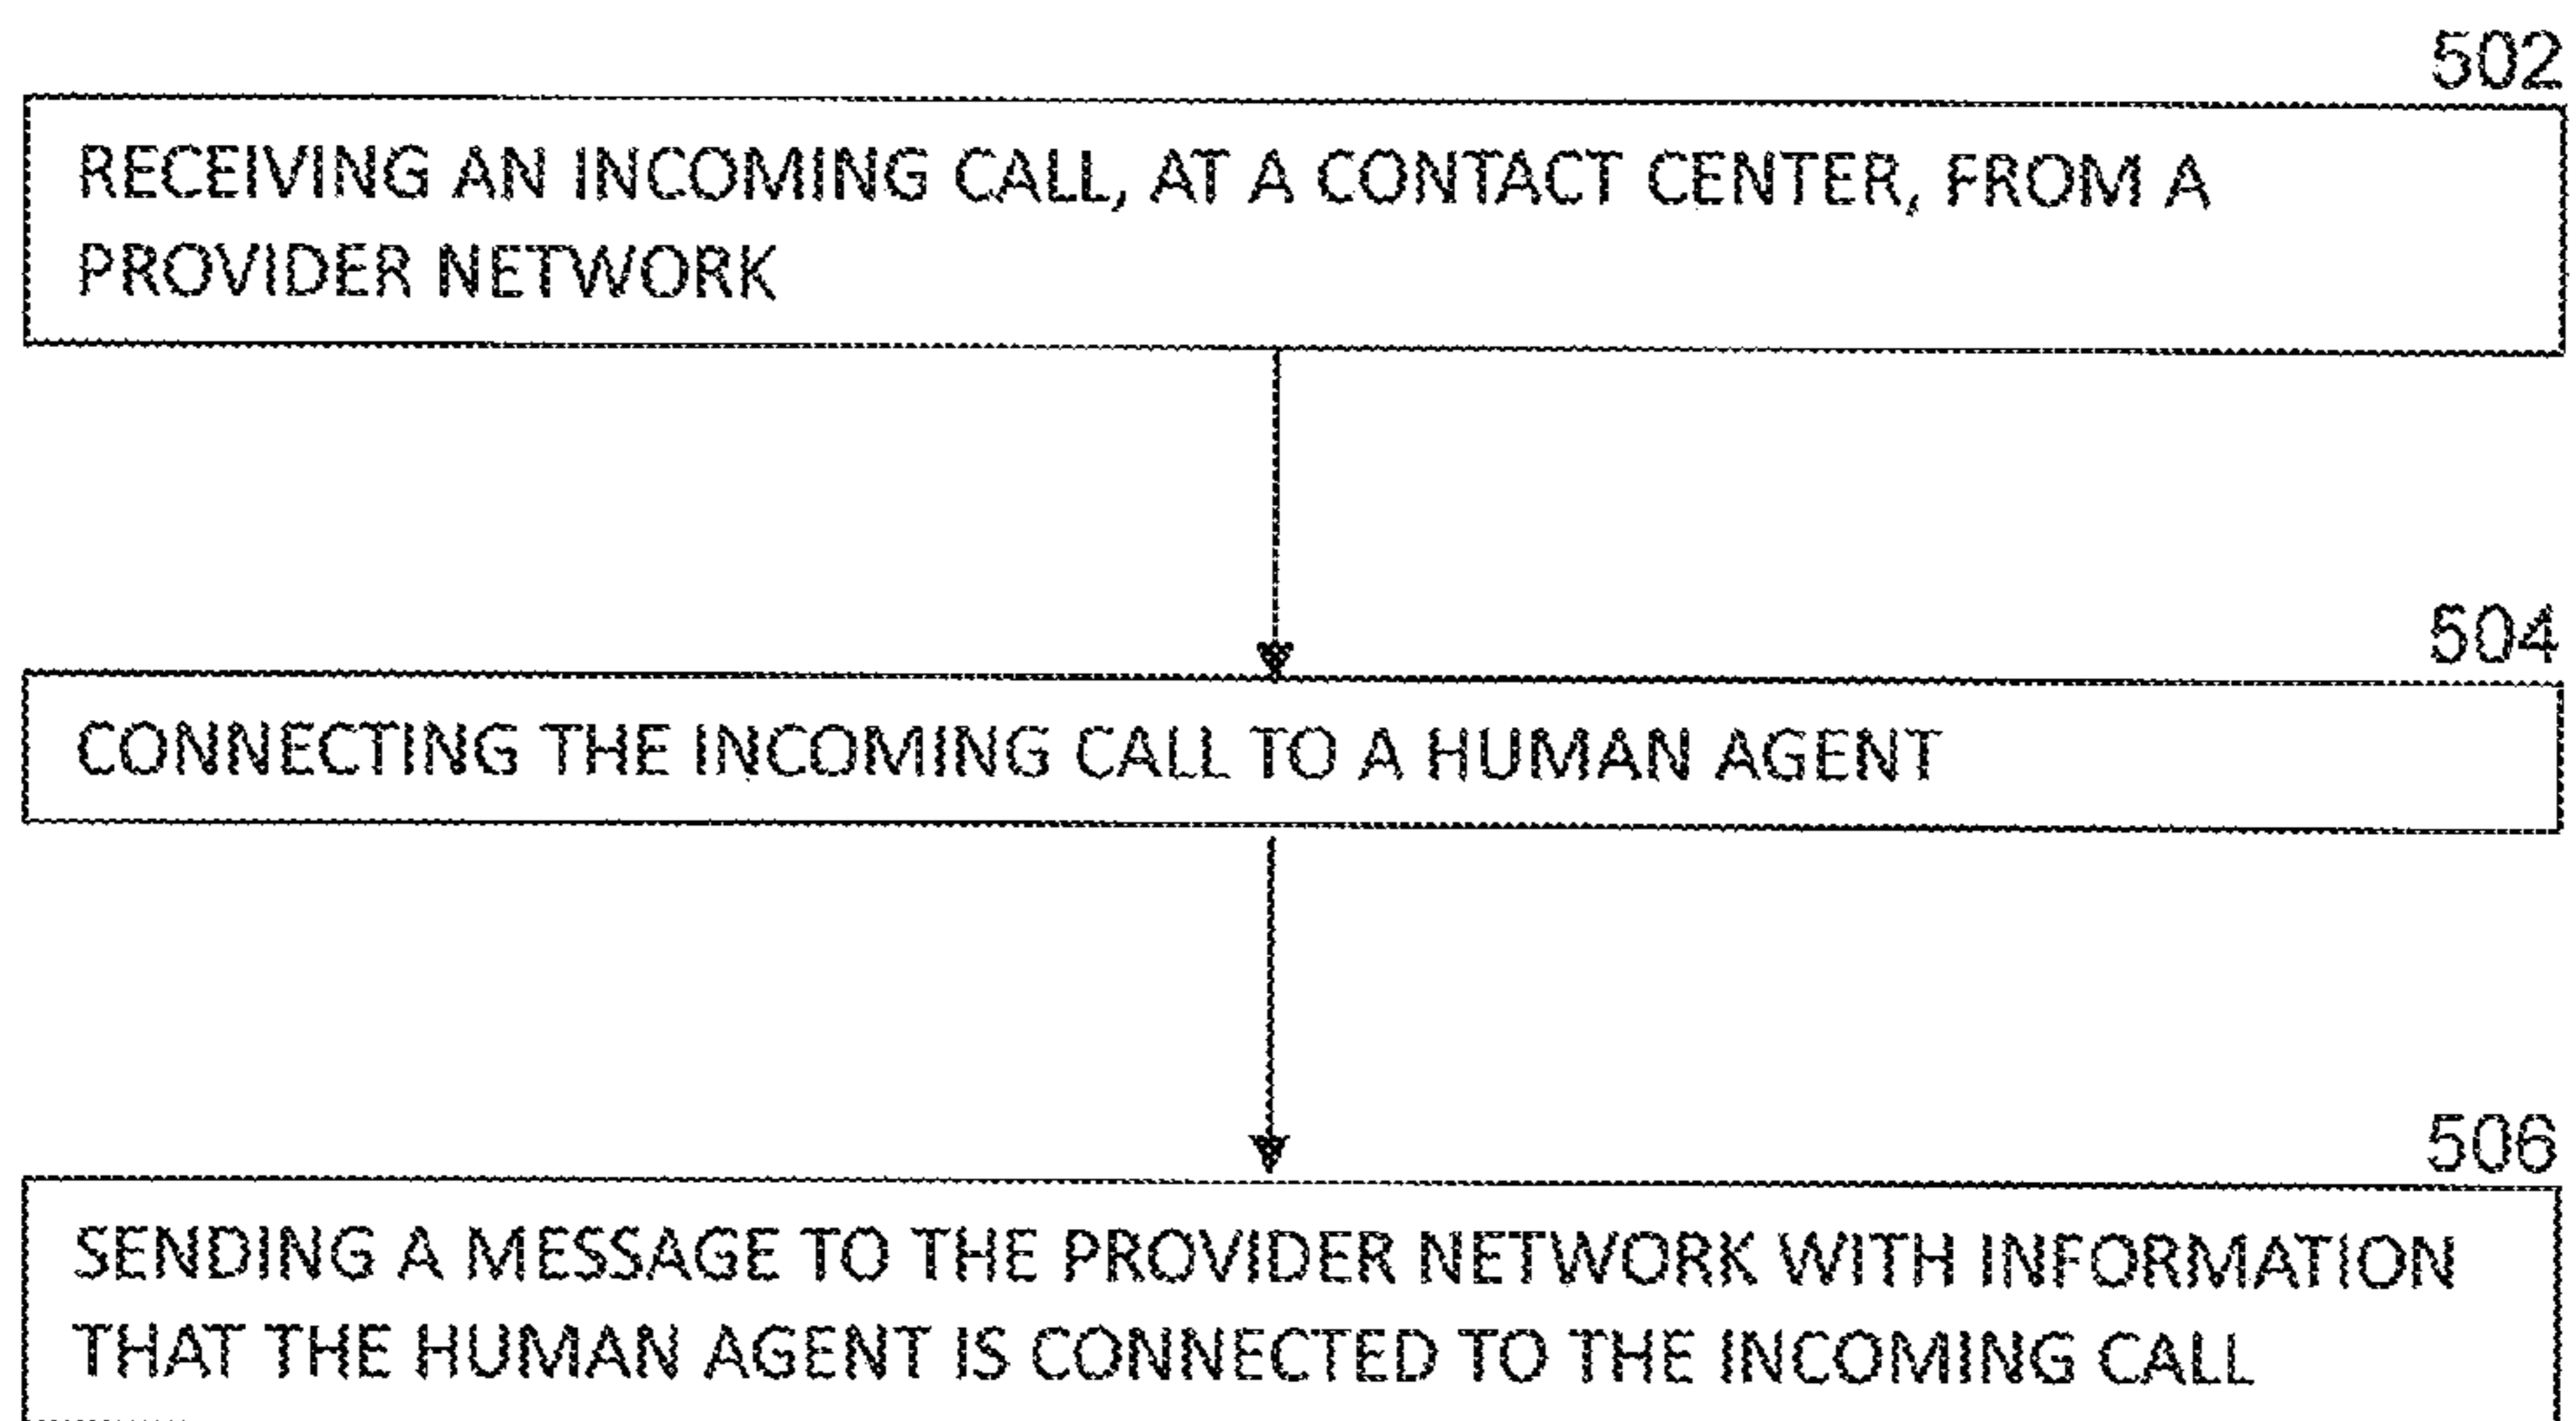 502
RECEIVING AN INCOMING CALL, AT A CONTACT CENTER, FROM A
PROVIDER NETWORK
504
CONNECTING THE INCOMING CALL TO A HUMAN AGENT
506
SENDING A MESSAGE TO THE PROVIDER NETWORK WITH INFORMATION
THAT THE HUMAN AGENT IS CONNECTED TO THE INCOMING CALL